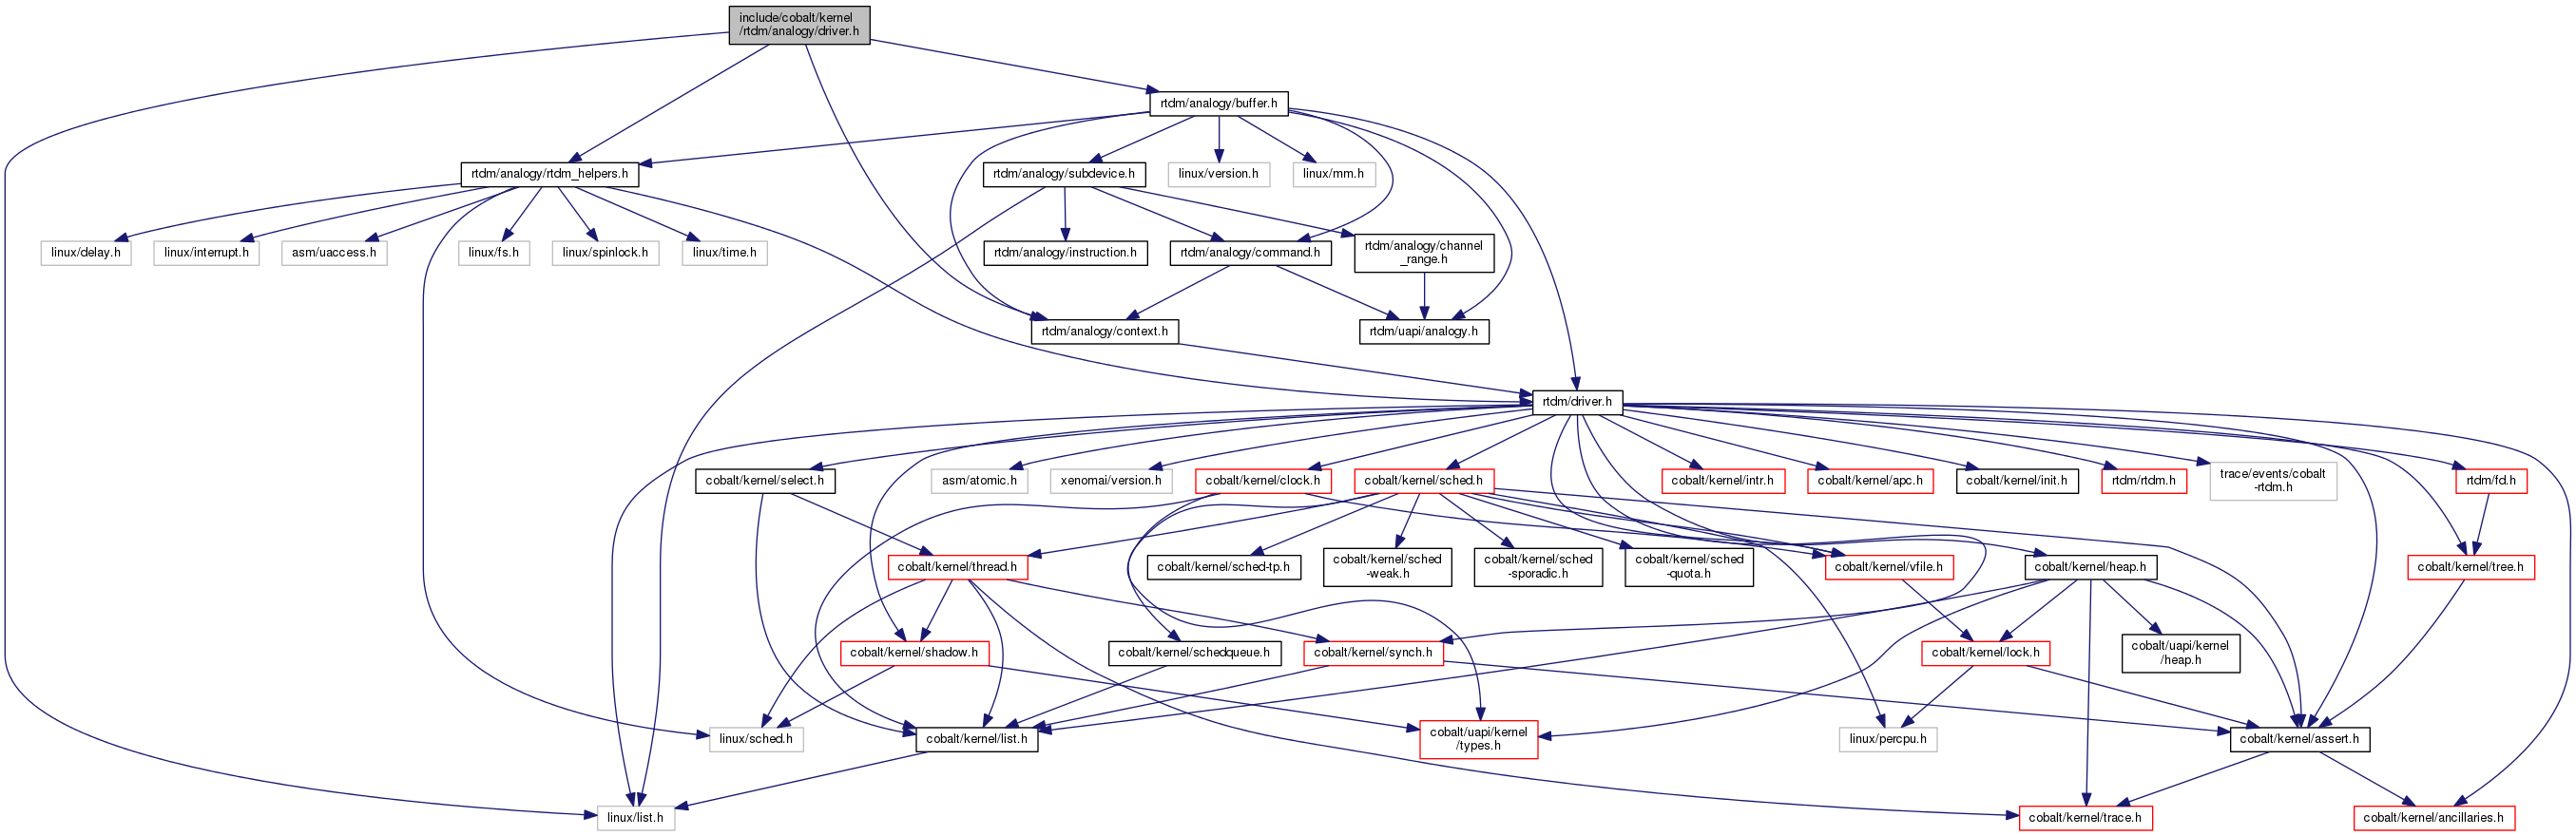 include/cobalt/kernel
/rtdm/analogy/driver.h
rtdm/analogy/buffer.h
rtdm/analogy/rtdm_helpers.h
rtdm/analogy/subdevice.h
linux/version.h
linux/mm.h
linux/delay.h
linux/interrupt.h
asm/uaccess.h
linux/fs.h
linux/spinlock.h
linux/time.h
rtdm/analogy/instruction.h
rtdm/analogy/command.h
rtdm/analogy/channel
_range.h
rtdm/analogy/context.h
rtdm/uapi/analogy.h
rtdm/driver.h
cobalt/kernel/select.h
asm/atomic.h
xenomai/version.h
cobalt/kernel/clock.h
cobalt/kernel/sched.h
cobalt/kernel/intr.h
cobalt/kernel/apc.h
cobalt/kernel/init.h
rtdm/rtdm.h
trace/events/cobalt
-rtdm.h
rtdm/fd.h
cobalt/kernel/thread.h
cobalt/kernel/sched-tp.h
cobalt/kernel/sched
-weak.h
cobalt/kernel/sched
-sporadic.h
cobalt/kernel/sched
-quota.h
cobalt/kernel/vfile.h
cobalt/kernel/heap.h
cobalt/kernel/tree.h
cobalt/kernel/shadow.h
cobalt/kernel/schedqueue.h
cobalt/kernel/synch.h
cobalt/kernel/lock.h
cobalt/uapi/kernel
/heap.h
linux/sched.h
cobalt/kernel/list.h
cobalt/uapi/kernel
/types.h
linux/percpu.h
cobalt/kernel/assert.h
linux/list.h
cobalt/kernel/trace.h
cobalt/kernel/ancillaries.h